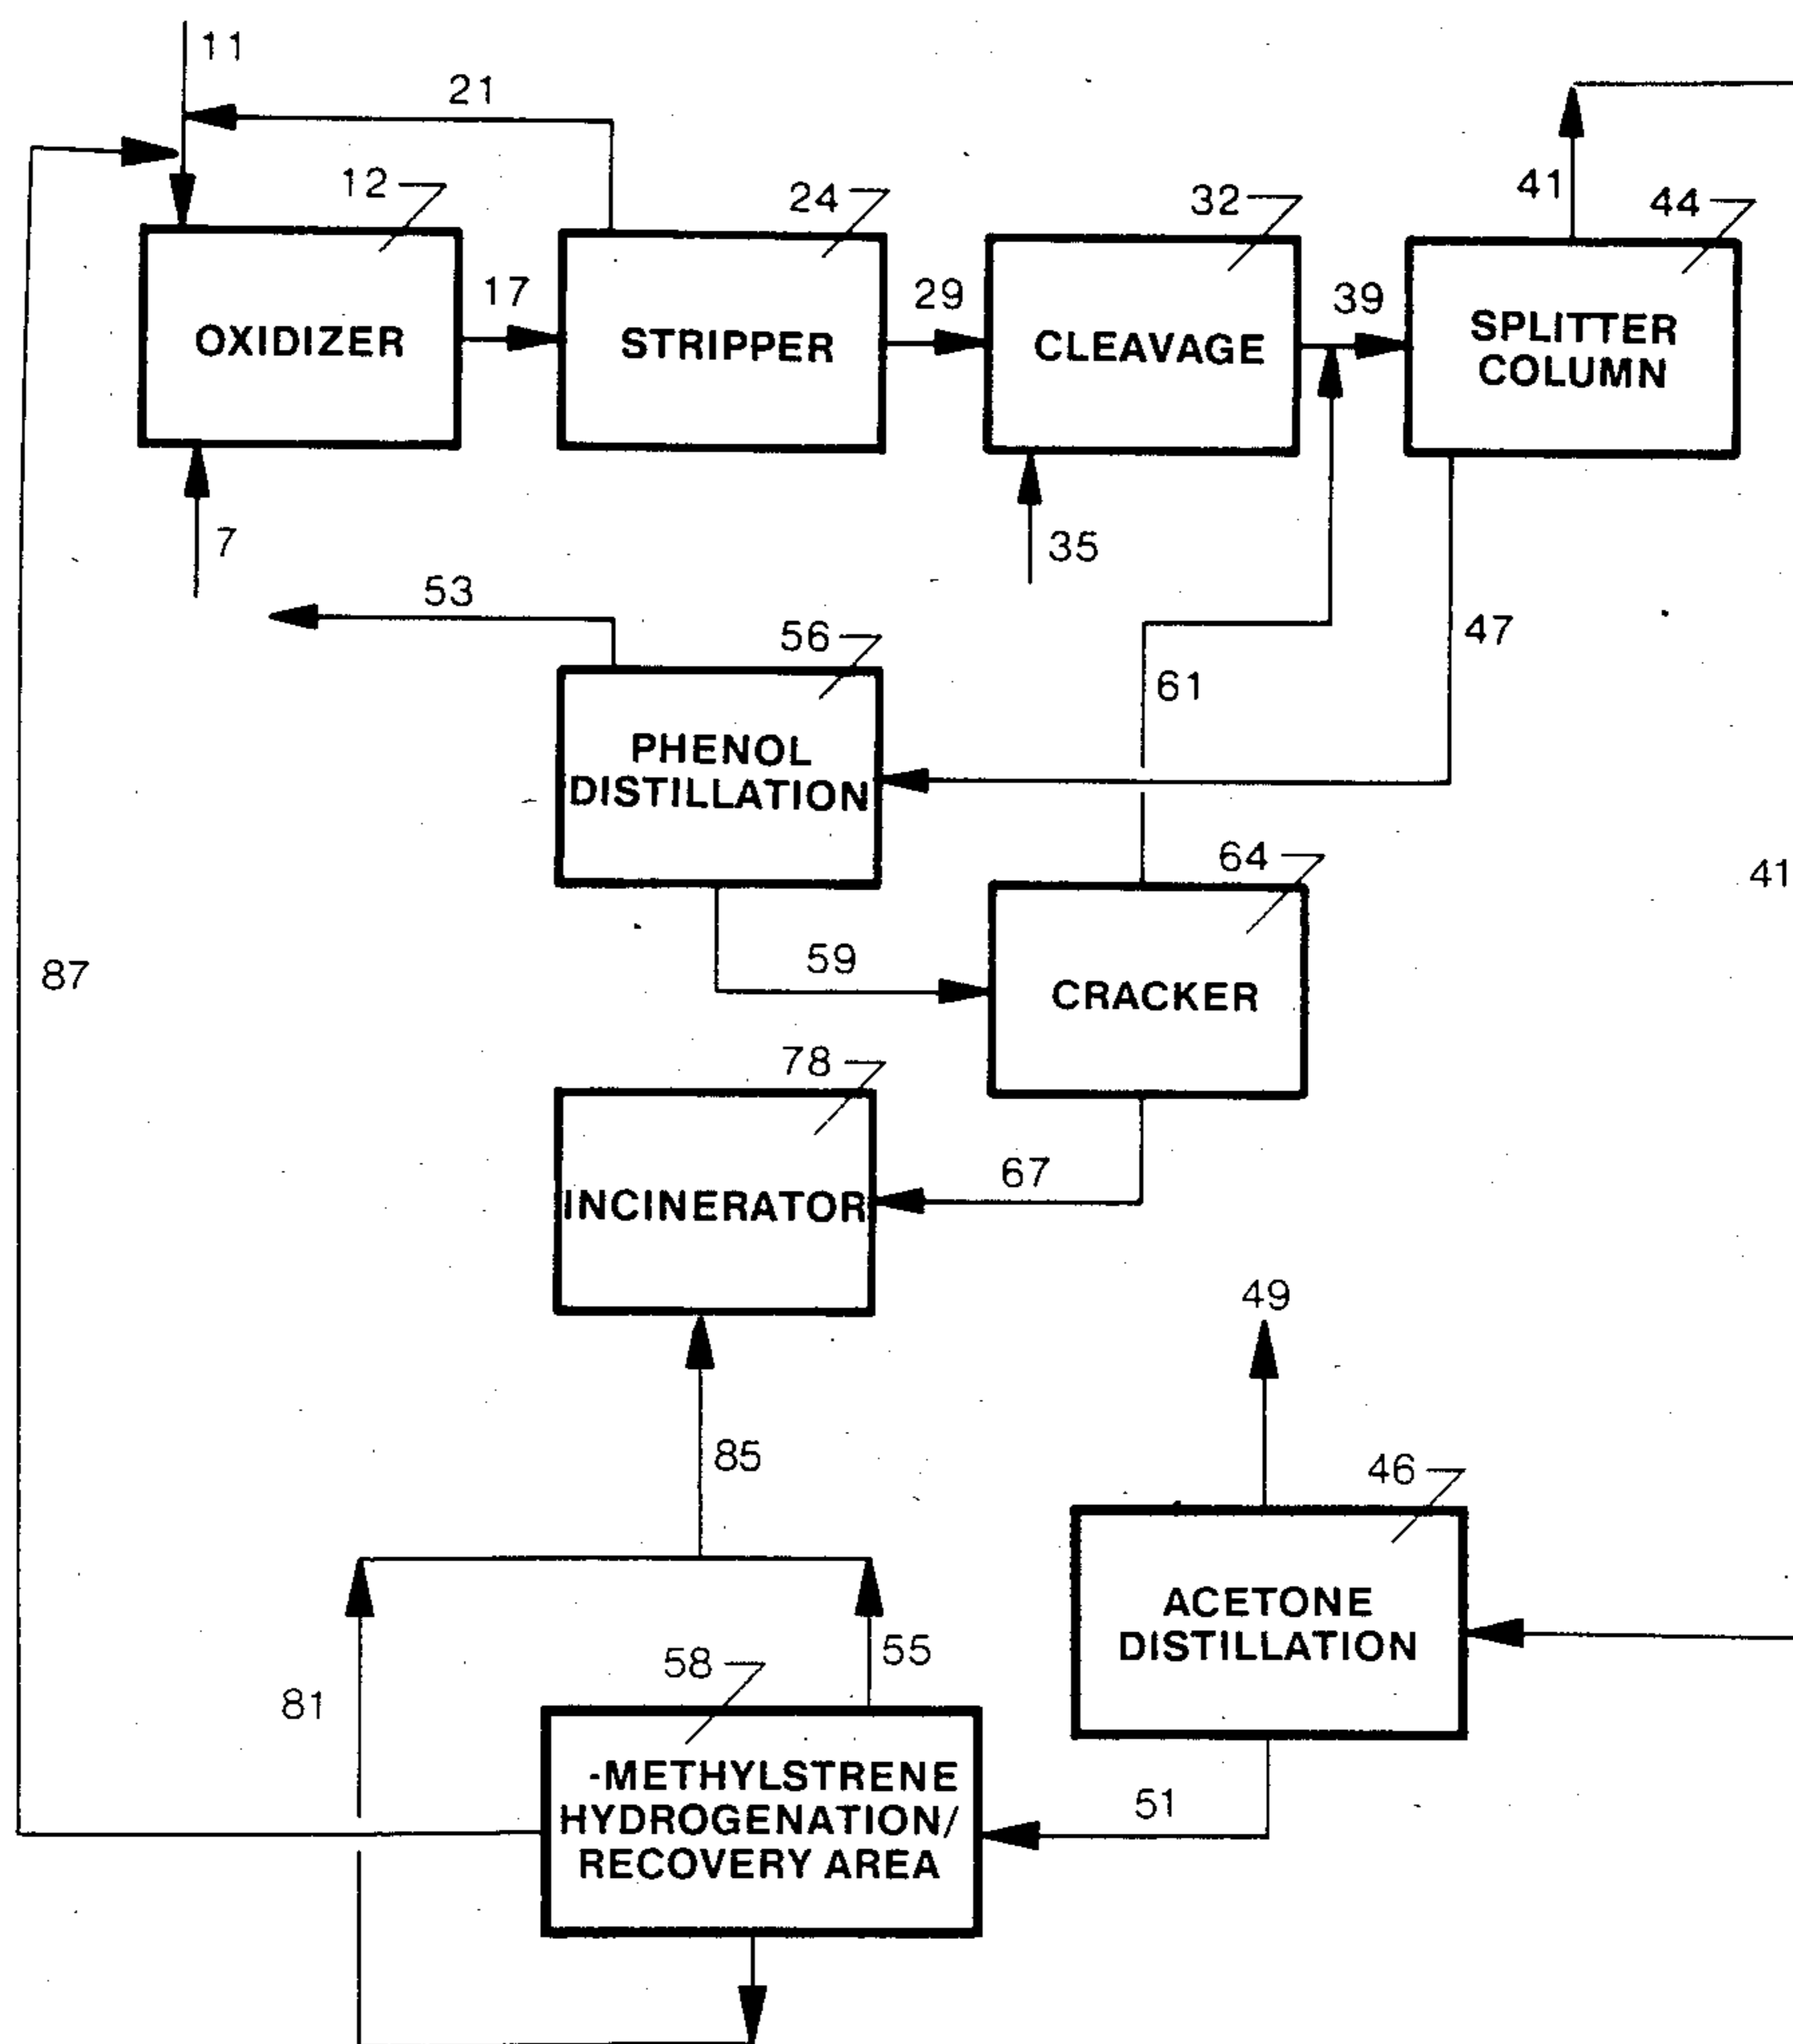 11
21
12
24
32
41
44
OXIDIZER
17
STRIPPER
29
CLEAVAGE
39
SPLITTER
COLUMN
7
35
53
56
47
61
PHENOL
DISTILLATION
64
41
87
59
CRACKER
78
67
INCINERATOR
49
85
46
ACETONE
DISTILLATION
58
55
81
-METHYLSTRENE
HYDROGENATION/
RECOVERY AREA
51